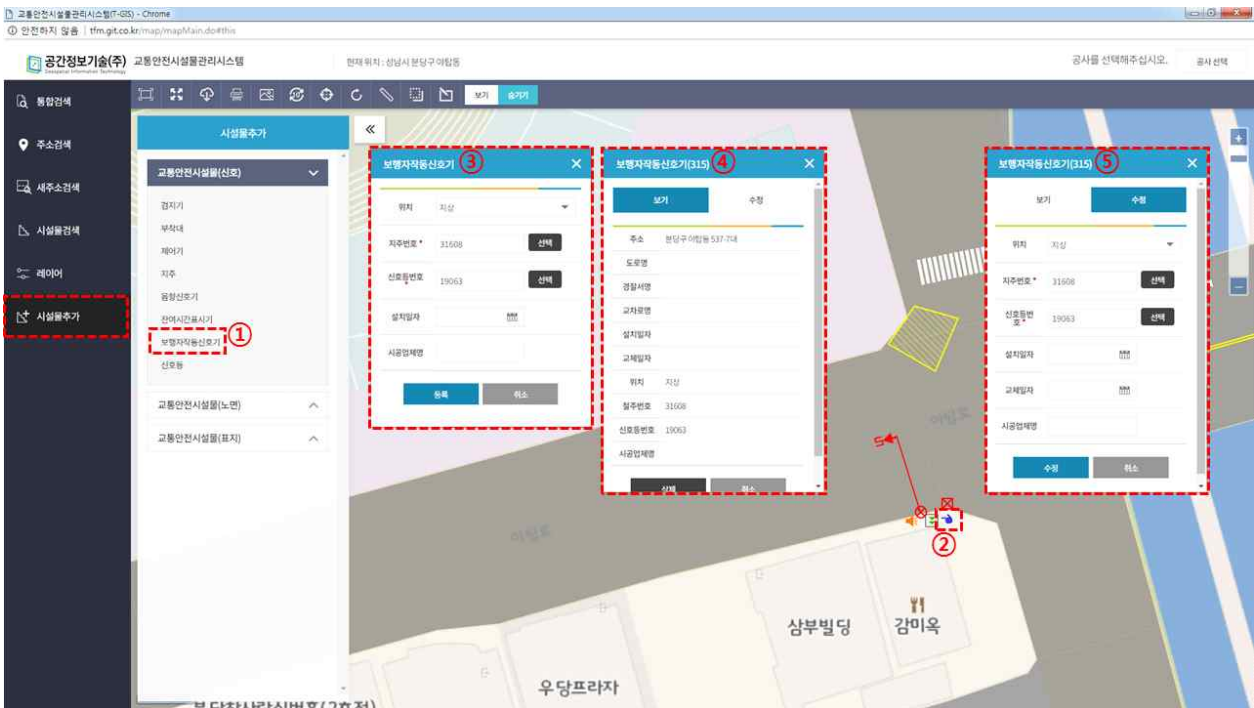 교통안전시설물관리시스템(T-GIS) - Chrome
안전하지 않음 | tfm.git.co.kr/map/mapMain.do#this
공간정보기술(주) 교통안전시설물관리시스템
Geospatial Information Technology
현재 위치 : 성남시 분당구 야탑동
공사를 선택해주십시오.
공사 선택
통합검색
주소검색
새주소검색
시설물검색
레이어
시설물추가
보기
숨기기
시설물추가
교통안전시설물(신호)
검지기
부착대
제어기
지주
음향신호기
잔여시간표시기
보행자작동신호기
①
신호등
교통안전시설물(노면)
교통안전시설물(표지)
보행자작동신호기 ③
위치 지상
지주번호 * 31608 선택
신호등번호 * 19063 선택
설치일자
시공업체명
등록 취소
보행자작동신호기(315) ④
보기 수정
주소 분당구 야탑동 537-7대
도로명
경찰서명
교차로명
설치일자
교체일자
위치 지상
철주번호 31608
신호등번호 19063
시공업체명
삭제 취소
보행자작동신호기(315) ⑤
보기 수정
위치 지상
지주번호 * 31608 선택
신호등번호 * 19063 선택
설치일자
교체일자
시공업체명
수정 취소
②
야탑로
야탑로
삼부빌딩
감미옥
우당프라자